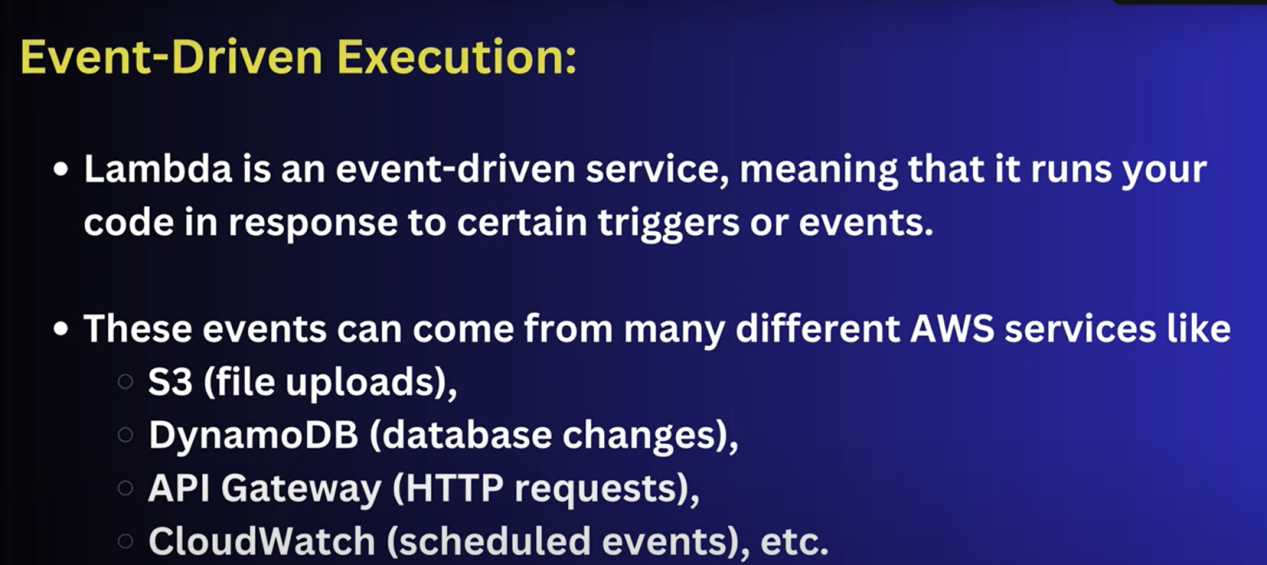 Event-Driven Execution:
• Lambda is an event-driven service, meaning that it runs your
code in response to certain triggers or events.
• These events can come from many different AWS services like
○ S3 (file uploads),
○ DynamoDB (database changes),
○ API Gateway (HTTP requests),
○ CloudWatch (scheduled events), etc.